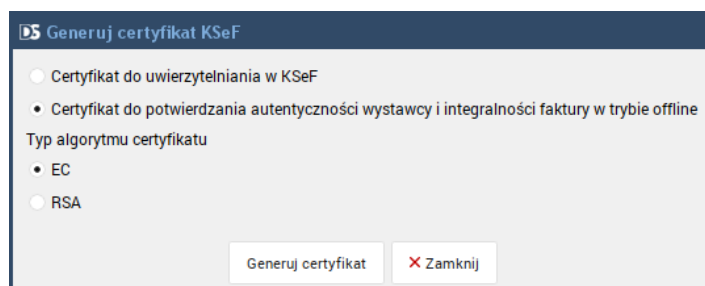 DS Generuj certyfikat KSeF
Certyfikat do uwierzytelniania w KSeF
Certyfikat do potwierdzania autentyczności wystawcy i integralności faktury w trybie offline
Typ algorytmu certyfikatu
EC
RSA
Generuj certyfikat
Zamknij